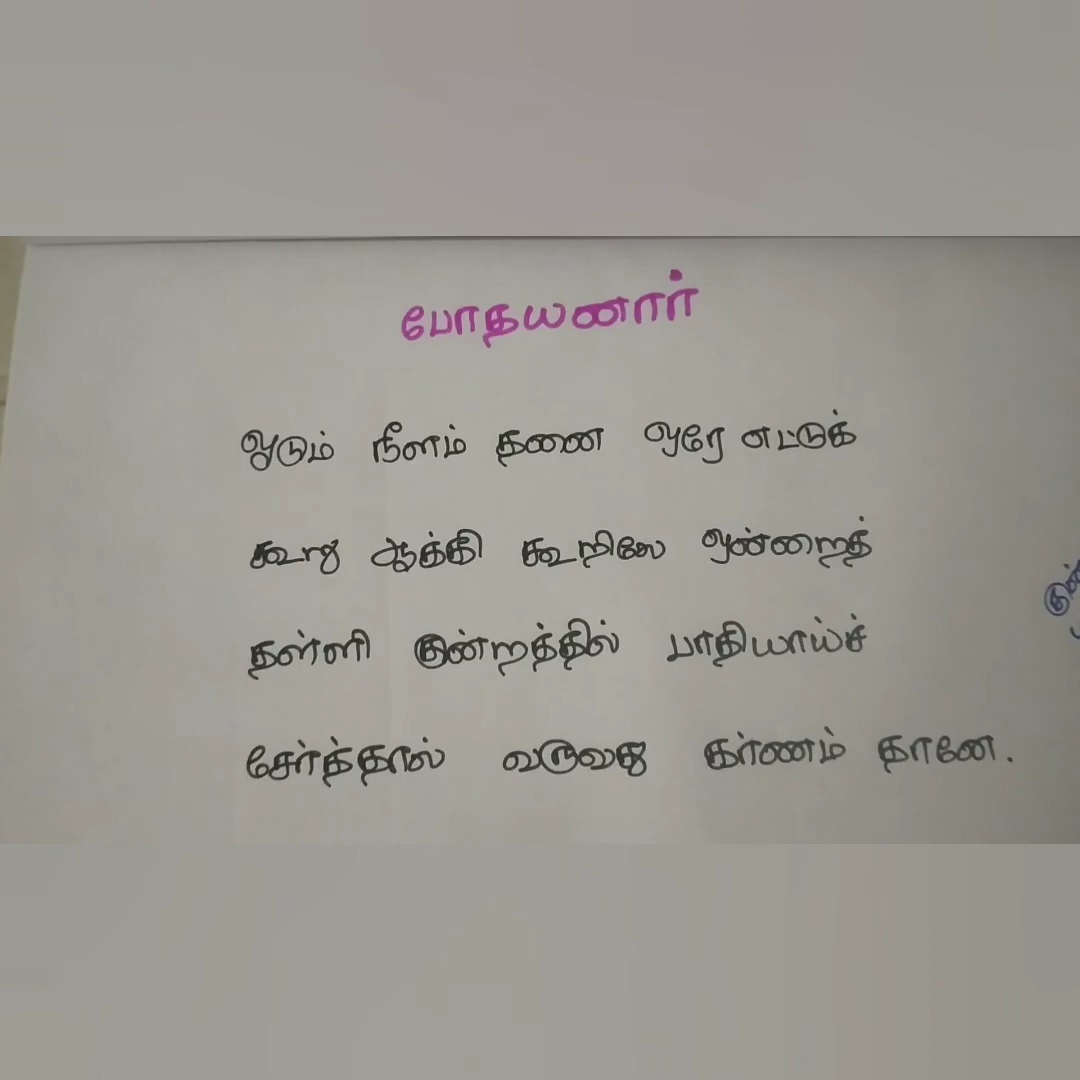 போதயனார்
ஓடும் நீளம் தனை ஒரே எட்டுக்
கூறு ஆக்கி கூறிலே ஒன்றைத்
தள்ளி குன்றத்தில் பாதியாய்ச்
சேர்த்தால் வருவது கர்ணம் தானே.